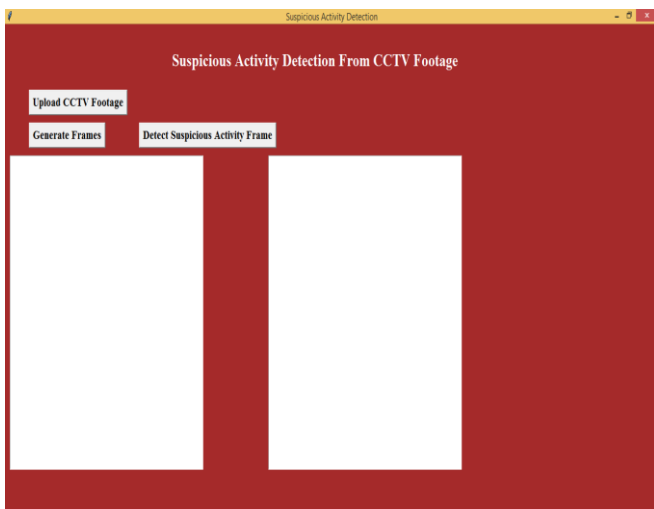 Suspicious Activity Detection
Suspicious Activity Detection From CCTV Footage
Upload CCTV Footage
Generate Frames
Detect Suspicious Activity Frame